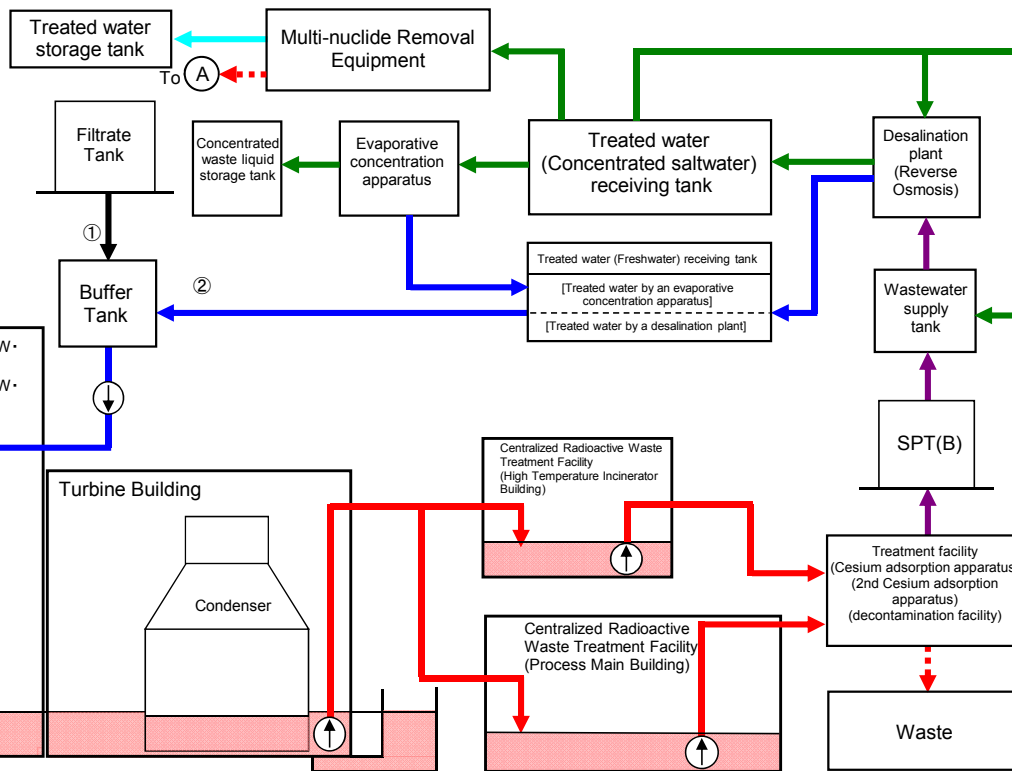 Treated water
storage tank
Multi-nuclide Removal
Equipment
To A
Filtrate
Tank
Concentrated
waste liquid
storage tank
Evaporative
concentration
apparatus
Treated water
(Concentrated saltwater)
receiving tank
Desalination
plant
(Reverse
Osmosis)
①
②
Buffer
Tank
Treated water (Freshwater) receiving tank
[Treated water by an evaporative
concentration apparatus]
[Treated water by a desalination plant]
Wastewater
supply
tank
w・
w・
SPT(B)
Turbine Building
Condenser
Centralized Radioactive Waste
Treatment Facility
(High Temperature Incinerator
Building)
Centralized Radioactive
Waste Treatment Facility
(Process Main Building)
Treatment facility
(Cesium adsorption apparatus
(2nd Cesium adsorption
apparatus)
(decontamination facility)
Waste